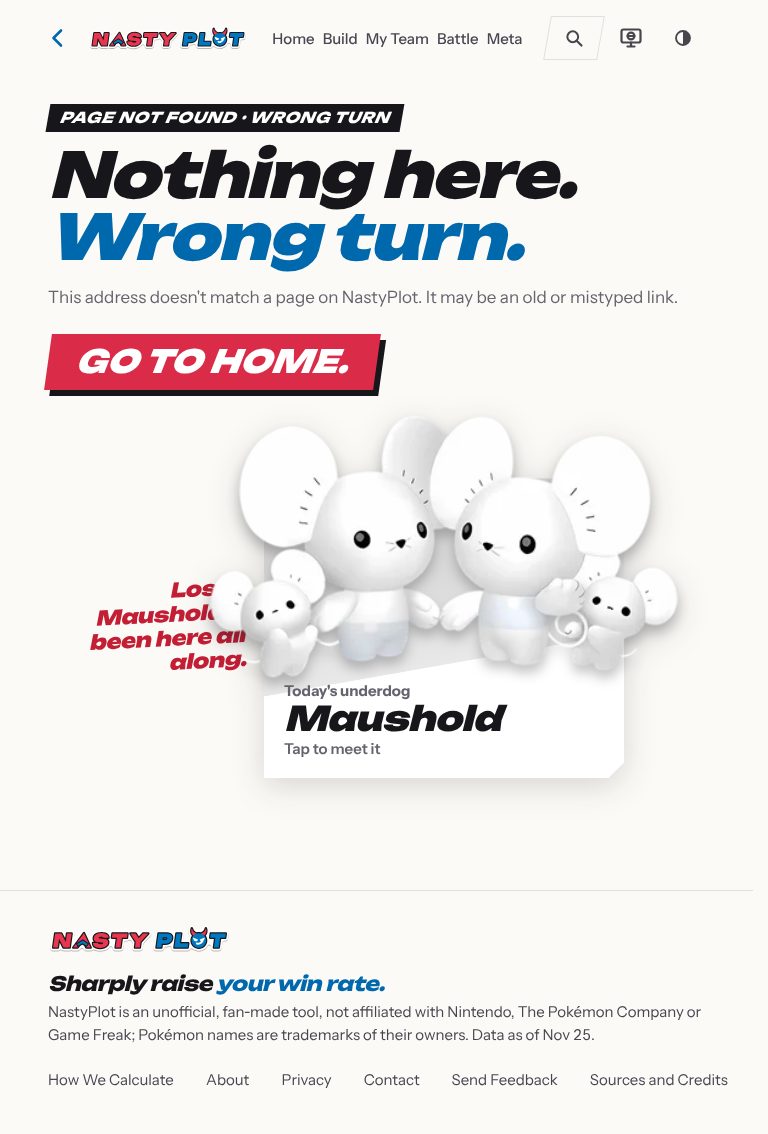 NASTY PLOT
Home Build My Team Battle Meta
PAGE NOT FOUND · WRONG TURN
Nothing here.
Wrong turn.
This address doesn't match a page on NastyPlot. It may be an old or mistyped link.
GO TO HOME.
been here all
along.
Today's underdog
Maushold
Tap to meet it
NASTY PLOT
Sharply raise your win rate.
NastyPlot is an unofficial, fan-made tool, not affiliated with Nintendo, The Pokémon Company or
Game Freak; Pokémon names are trademarks of their owners. Data as of Nov 25.
How We Calculate About Privacy Contact Send Feedback Sources and Credits